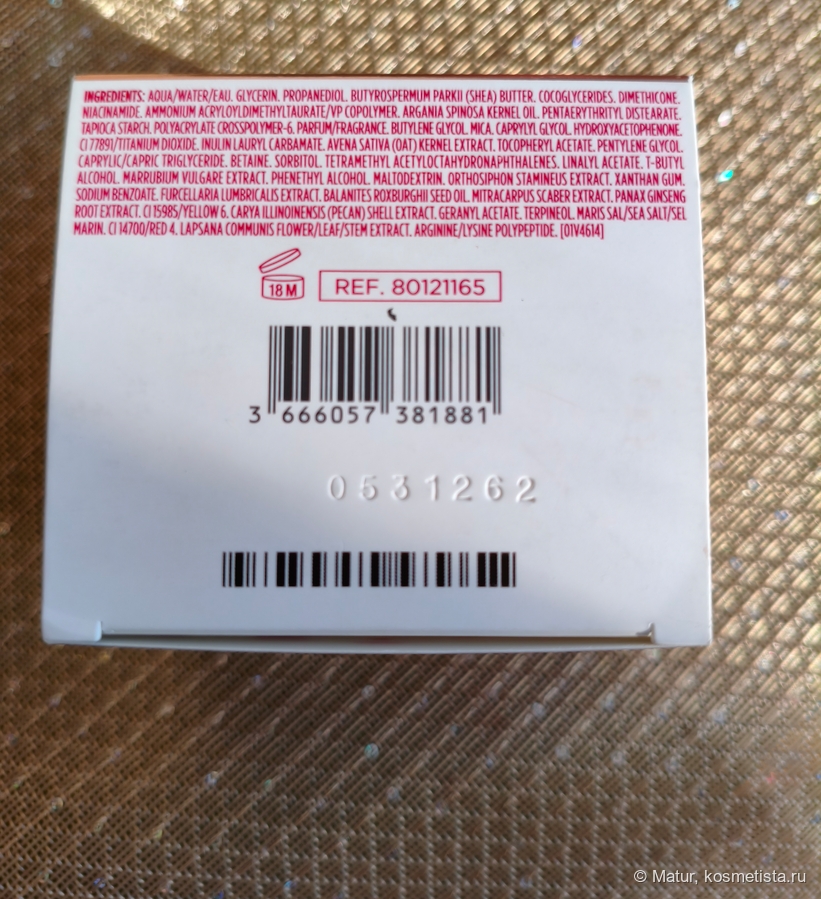 INGREDIENTS: AQUA/WATER/EAU. GLYCERIN. PROPANEDIOL. BUTYROSPERMUM PARKII (SHEA) BUTTER. COCOGLYCERIDES. DIMETHICONE.
NIACINAMIDE. AMMONIUM ACRYLOYLDIMETHYLTAURATE/VP COPOLYMER. ARGANIA SPINOSA KERNEL OIL. PENTAERYTHRITYL DISTEARATE.
TAPIOCA STARCH. POLYACRYLATE CROSSPOLYMER-6. PARFUM/FRAGRANCE. BUTYLENE GLYCOL. MICA. CAPRYLYL GLYCOL. HYDROXYACETOPHENONE.
CI 77891/TITANIUM DIOXIDE. INULIN LAURYL CARBAMATE. AVENA SATIVA (OAT) KERNEL EXTRACT. TOCOPHERYL ACETATE. PENTYLENE GLYCOL.
CAPRYLIC/CAPRIC TRIGLYCERIDE. BETAINE. SORBITOL. TETRAMETHYL ACETYLOCTAHYDRONAPHTHALENES. LINALYL ACETATE. T-BUTYL
ALCOHOL. MARRUBIUM VULGARE EXTRACT. PHENETHYL ALCOHOL. MALTODEXTRIN. ORTHOSIPHON STAMINEUS EXTRACT. XANTHAN GUM.
SODIUM BENZOATE. FURCELLARIA LUMBRICALIS EXTRACT. BALANITES ROXBURGHII SEED OIL. MITRACARPUS SCABER EXTRACT. PANAX GINSENG
ROOT EXTRACT. CI 15985/YELLOW 6. CARYA ILLINOINENSIS (PECAN) SHELL EXTRACT. GERANYL ACETATE. TERPINEOL. MARIS SAL/SEA SALT/SEL
MARIN. CI 14700/RED 4. LAPSANA COMMUNIS FLOWER/LEAF/STEM EXTRACT. ARGININE/LYSINE POLYPEPTIDE. [01V4614]
18 M
REF. 80121165
3 666057 381881
0531262
© Matur, kosmetista.ru